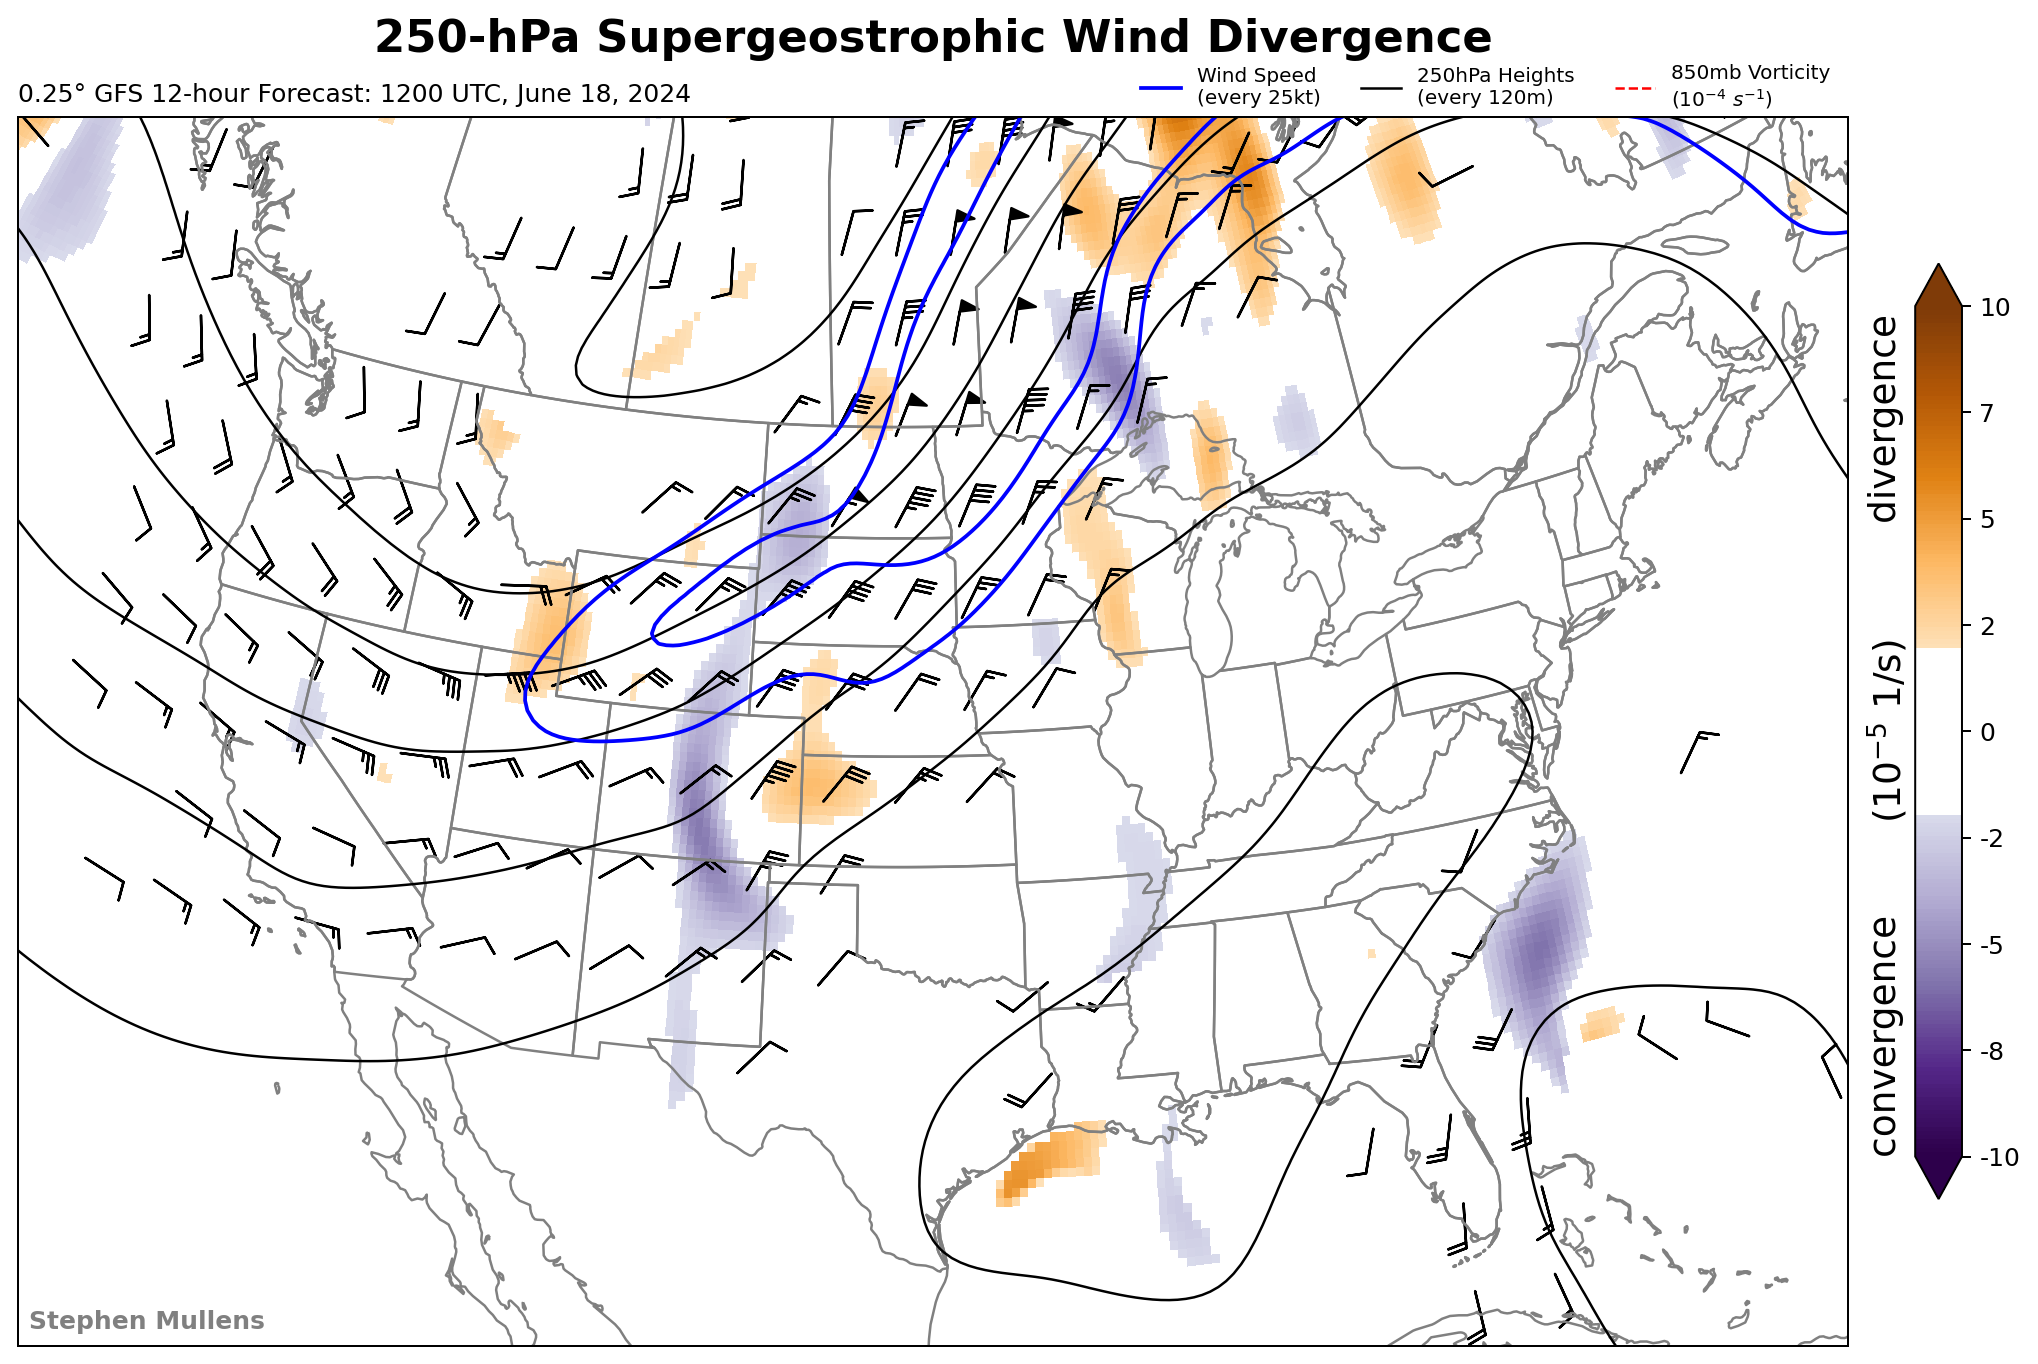 250-hPa Supergeostrophic Wind Divergence
0.25° GFS 12-hour Forecast: 1200 UTC, June 18, 2024
Wind Speed
(every 25kt)
250hPa Heights
(every 120m)
850mb Vorticity
(10⁻⁴ s⁻¹)
divergence
(10⁻⁵ 1/s)
convergence
10
7
5
2
0
-2
-5
-8
-10
Stephen Mullens